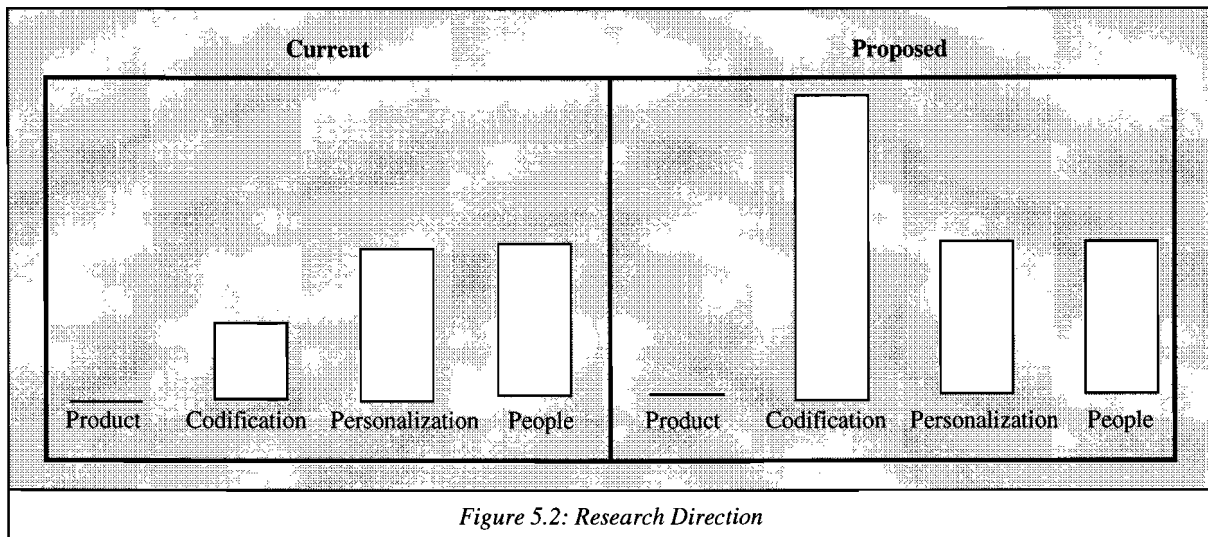 Current Proposed
Product Codification Personalization People Product Codification Personalization People
Figure 5.2: Research Direction